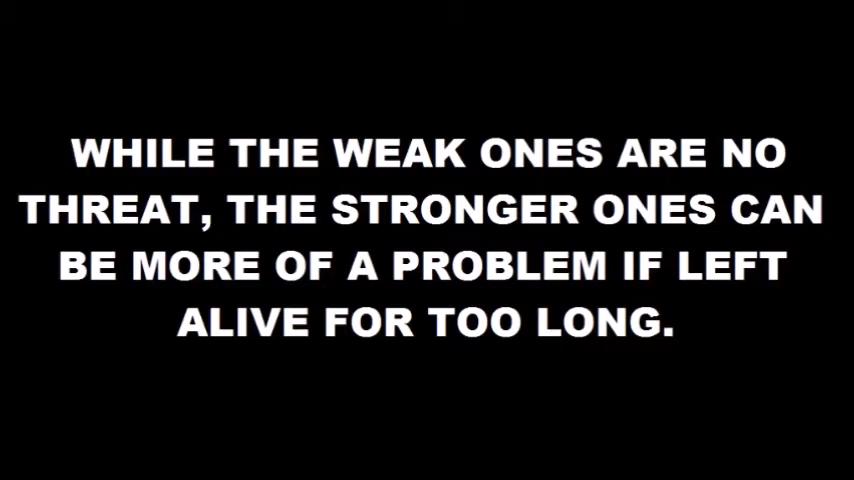 WHILE THE WEAK ONES ARE NO
THREAT, THE STRONGER ONES CAN
BE MORE OF A PROBLEM IF LEFT
ALIVE FOR TOO LONG.